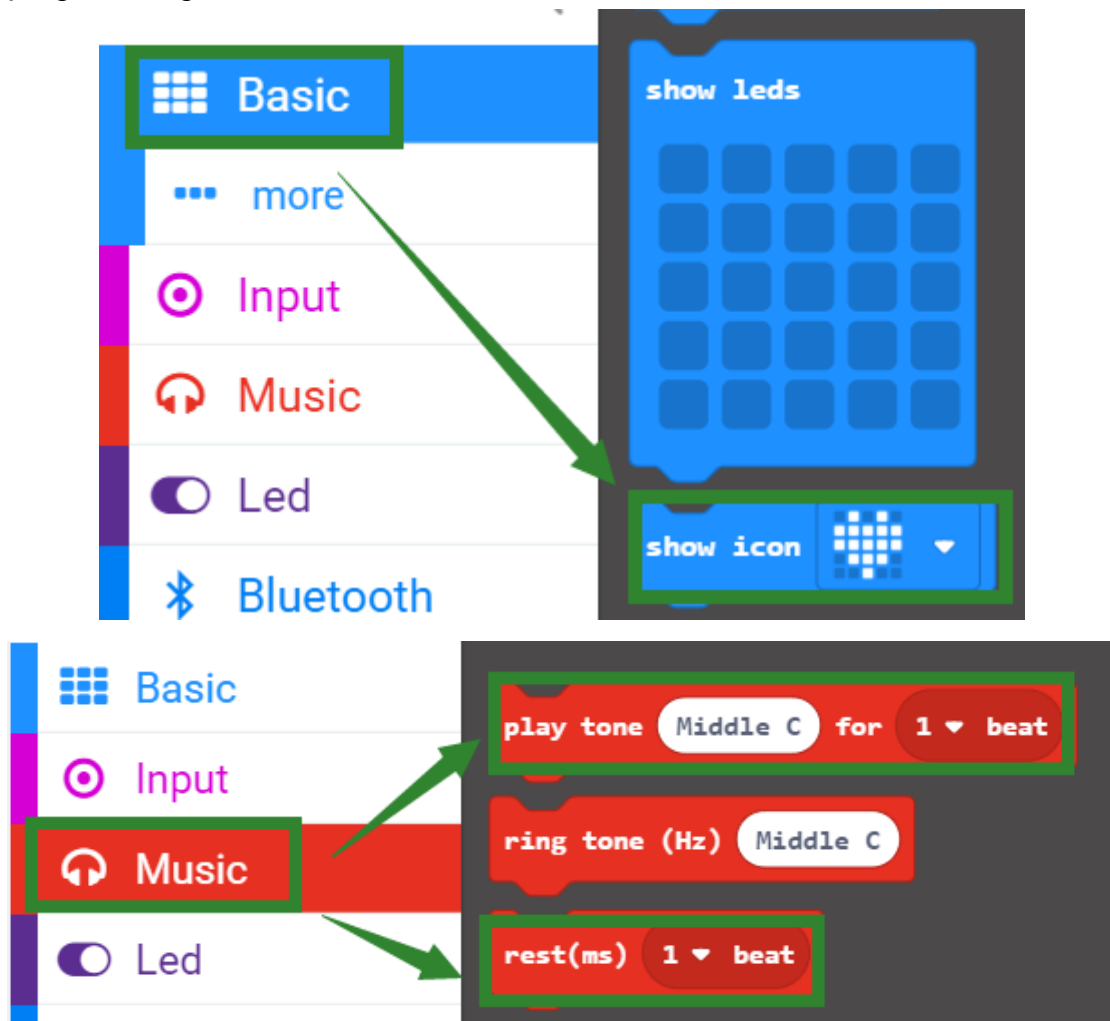 Basic
show leds
more
Input
Music
Led
show icon
Bluetooth
Basic
play tone Middle C for 1 beat
Input
ring tone (Hz) Middle C
Music
rest(ms) 1 beat
Led